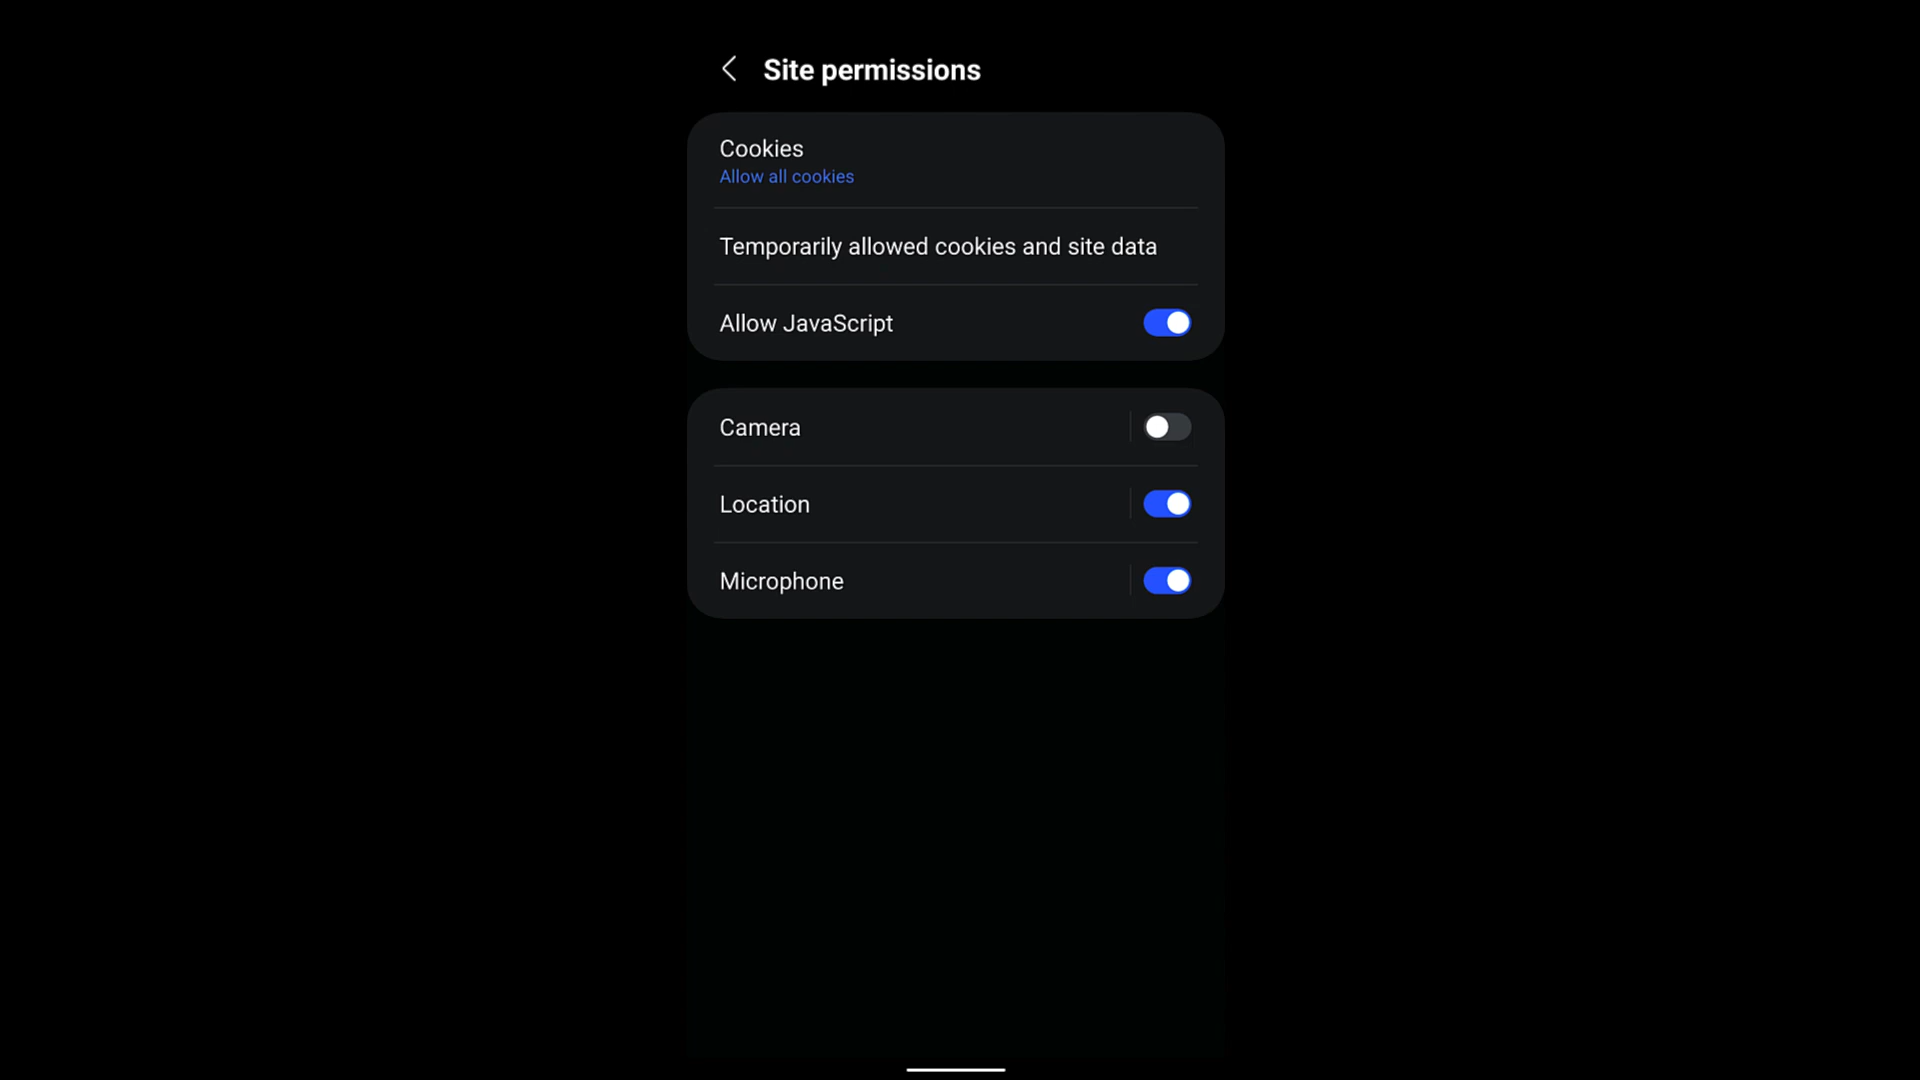 Site permissions
Cookies
Allow all cookies
Temporarily allowed cookies and site data
Allow JavaScript
Camera
Location
Microphone